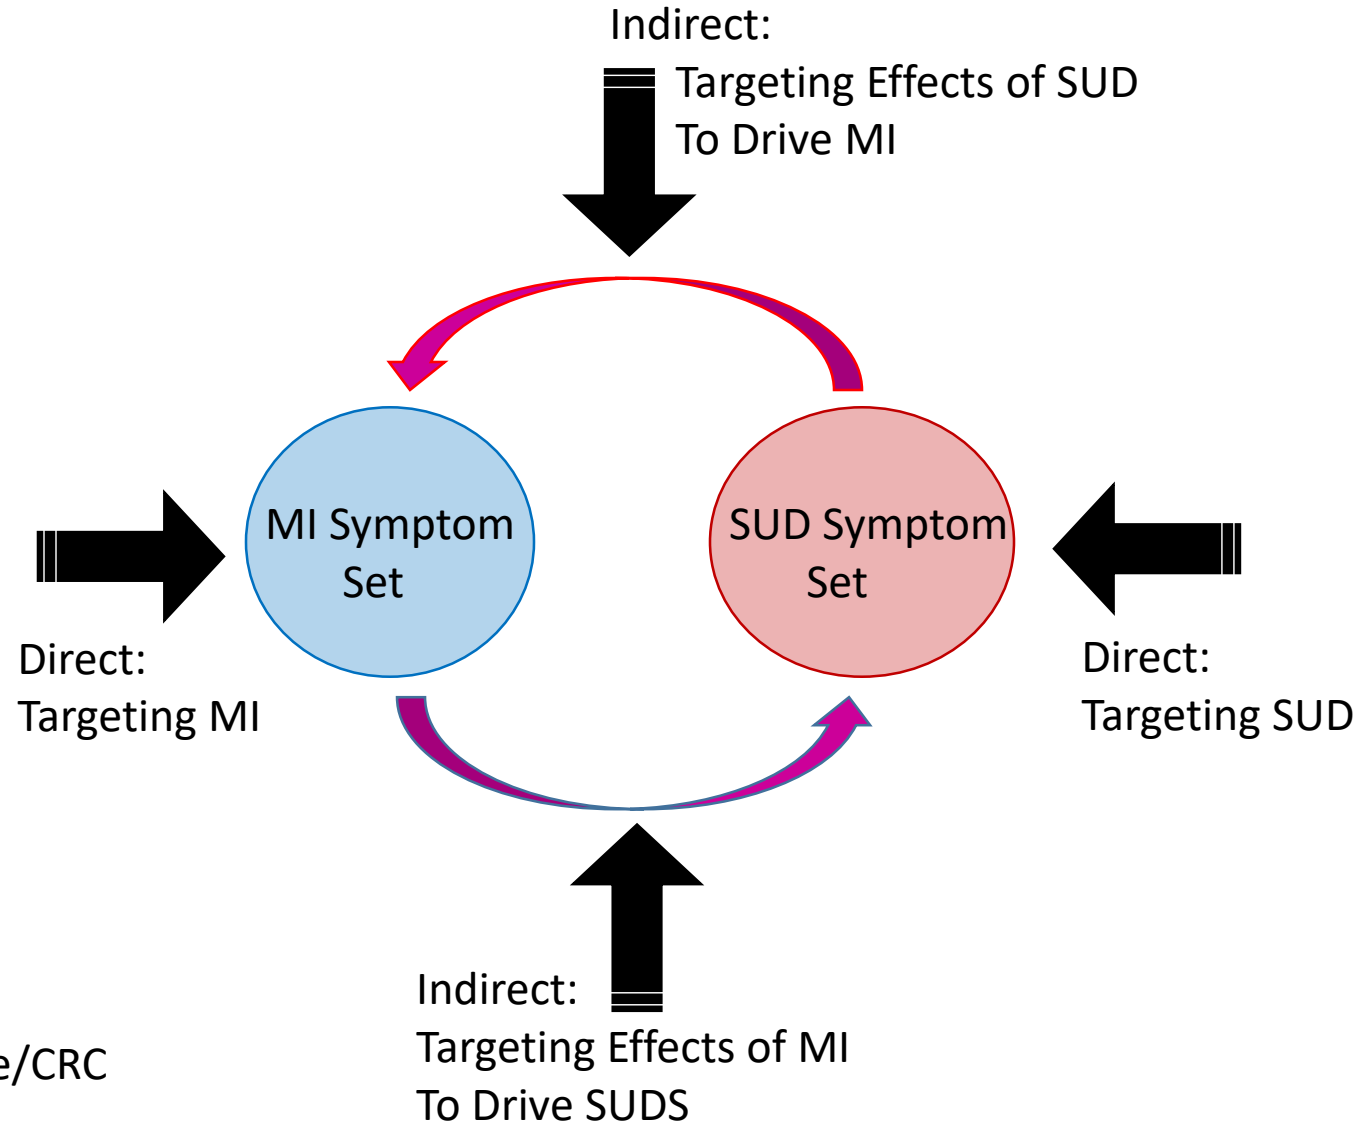 Indirect:
Targeting Effects of SUD
To Drive MI
MI Symptom
Set
SUD Symptom
Set
Direct:
Targeting MI
Direct:
Targeting SUD
Indirect:
Targeting Effects of MI
To Drive SUDS
e/CRC